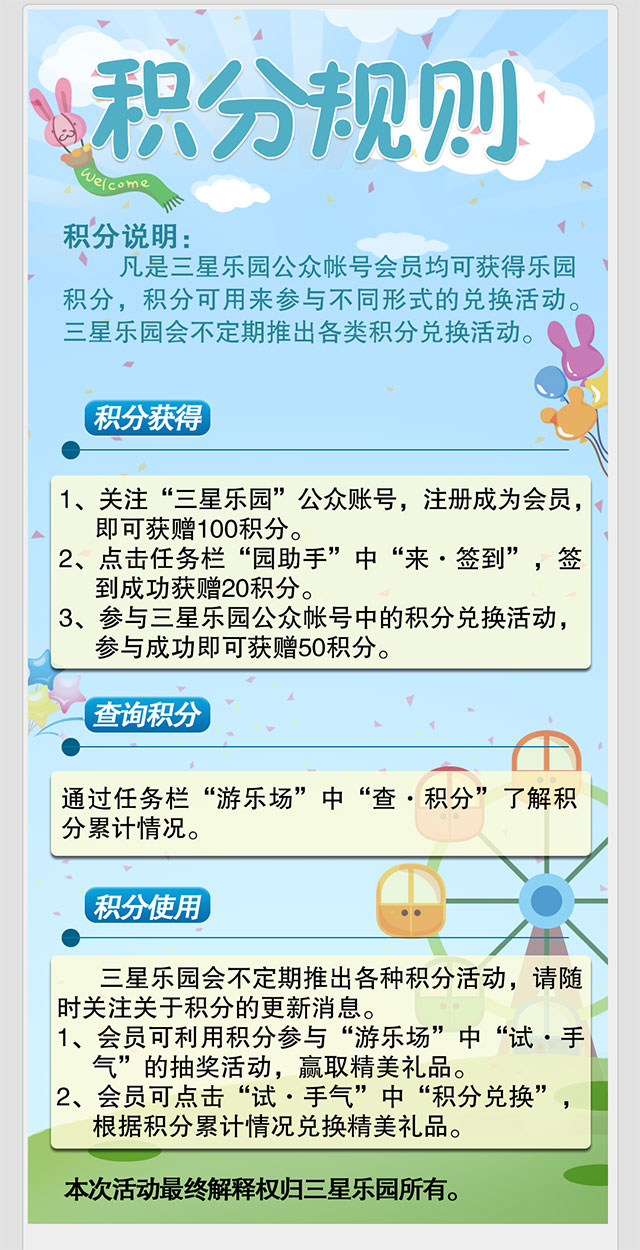 积分规则
Welcome
积分说明：
凡是三星乐园公众帐号会员均可获得乐园
积分，积分可用来参与不同形式的兑换活动。
三星乐园会不定期推出各类积分兑换活动。
积分获得
1、关注“三星乐园”公众账号，注册成为会员，
即可获赠100积分。
2、点击任务栏“园助手”中“来·签到”，签
到成功获赠20积分。
3、参与三星乐园公众帐号中的积分兑换活动，
参与成功即可获赠50积分。
查询积分
通过任务栏“游乐场”中“查·积分”了解积
分累计情况。
积分使用
三星乐园会不定期推出各种积分活动，请随
时关注关于积分的更新消息。
1、会员可利用积分参与“游乐场”中“试·手
气”的抽奖活动，赢取精美礼品。
2、会员可点击“试·手气”中“积分兑换”，
根据积分累计情况兑换精美礼品。
本次活动最终解释权归三星乐园所有。